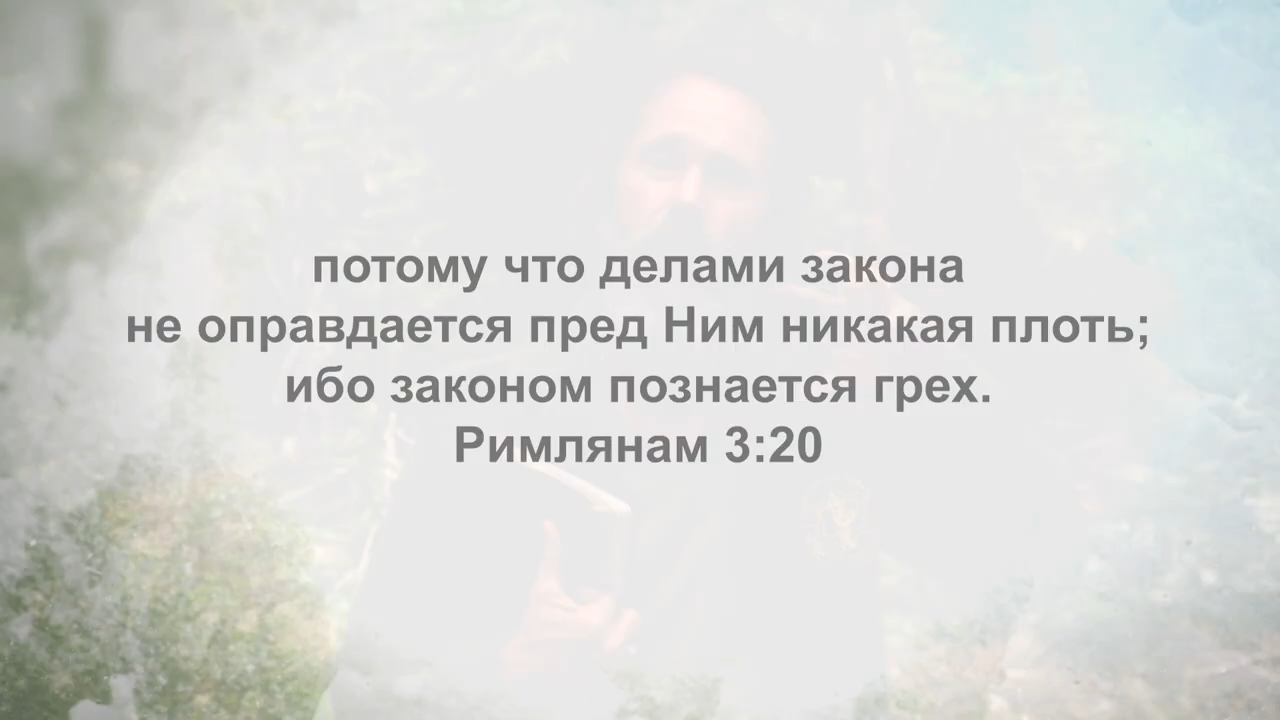 потому что делами закона
не оправдается пред Ним никакая плоть;
ибо законом познается грех.
Римлянам 3:20